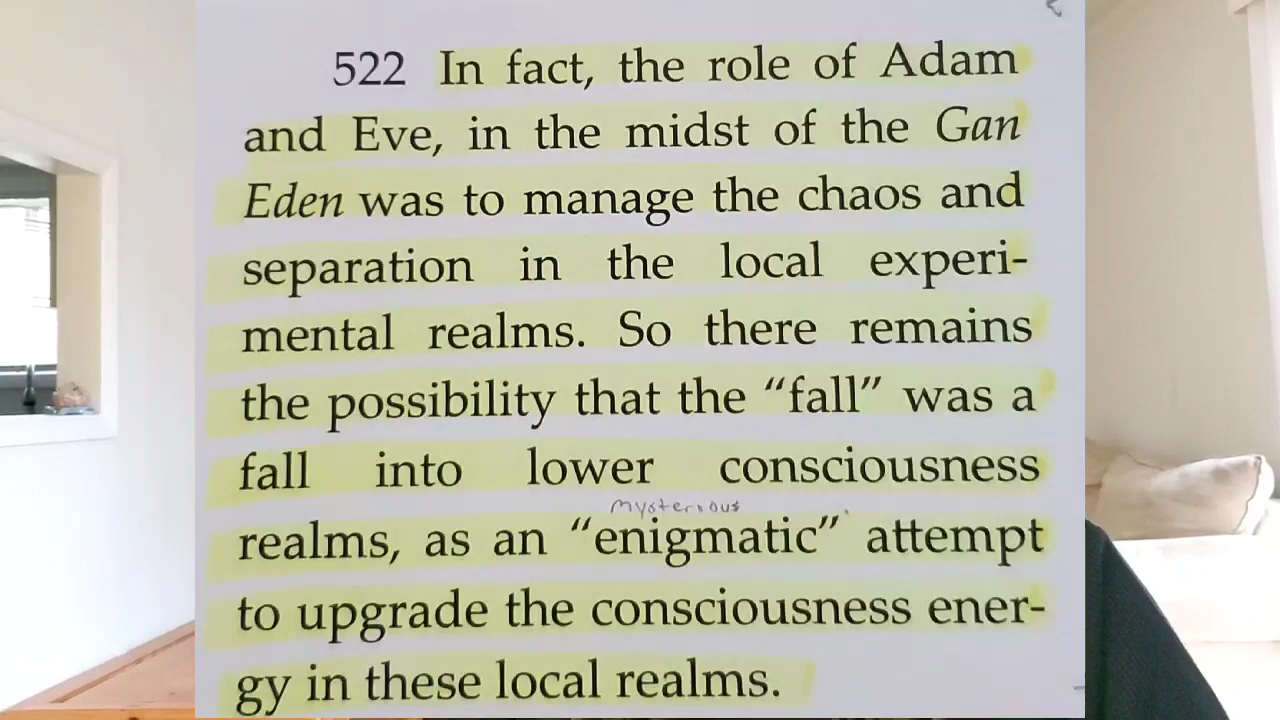 522 In fact, the role of Adam
and Eve, in the midst of the Gan
Eden was to manage the chaos and
separation in the local experi-
mental realms. So there remains
the possibility that the “fall” was a
fall into lower consciousness
mysterious
realms, as an “enigmatic” attempt
to upgrade the consciousness ener-
gy in these local realms.